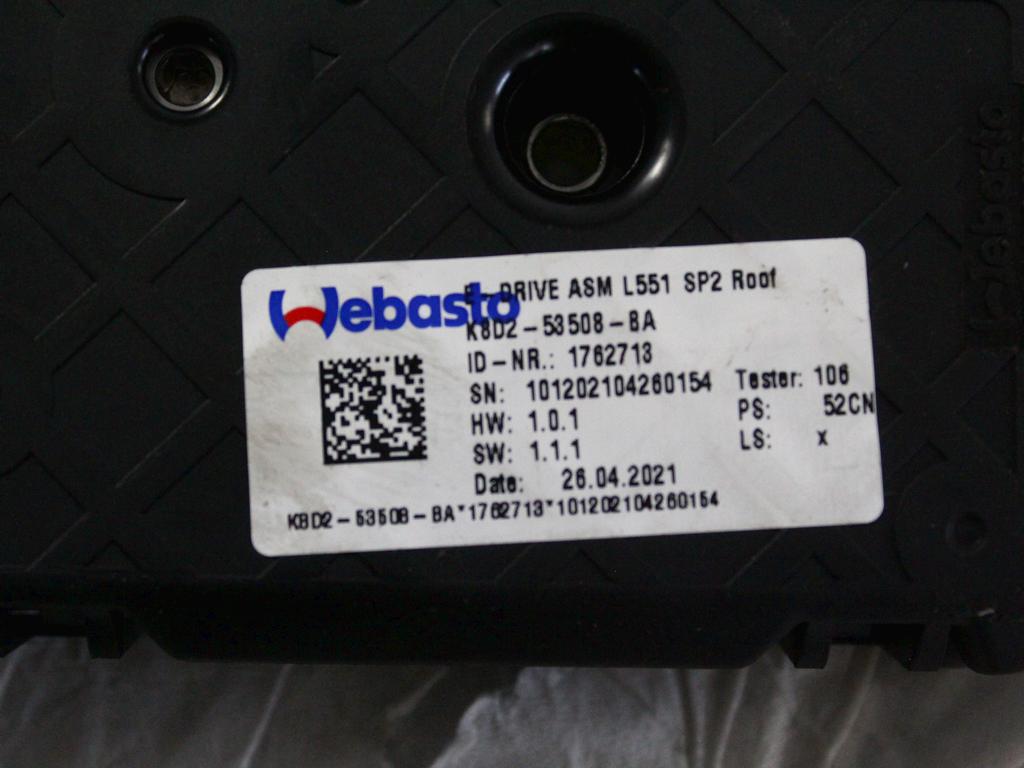 Webasto
E-DRIVE ASM L551 SP2 Roof
K8D2-53508-BA
ID-NR.: 1762713
SN: 101202104260154 Tester: 106
HW: 1.0.1 PS: 52CN
SW: 1.1.1 LS: x
Date: 26.04.2021
K8D2-53508-BA*1762713*101202104260154
Webasto